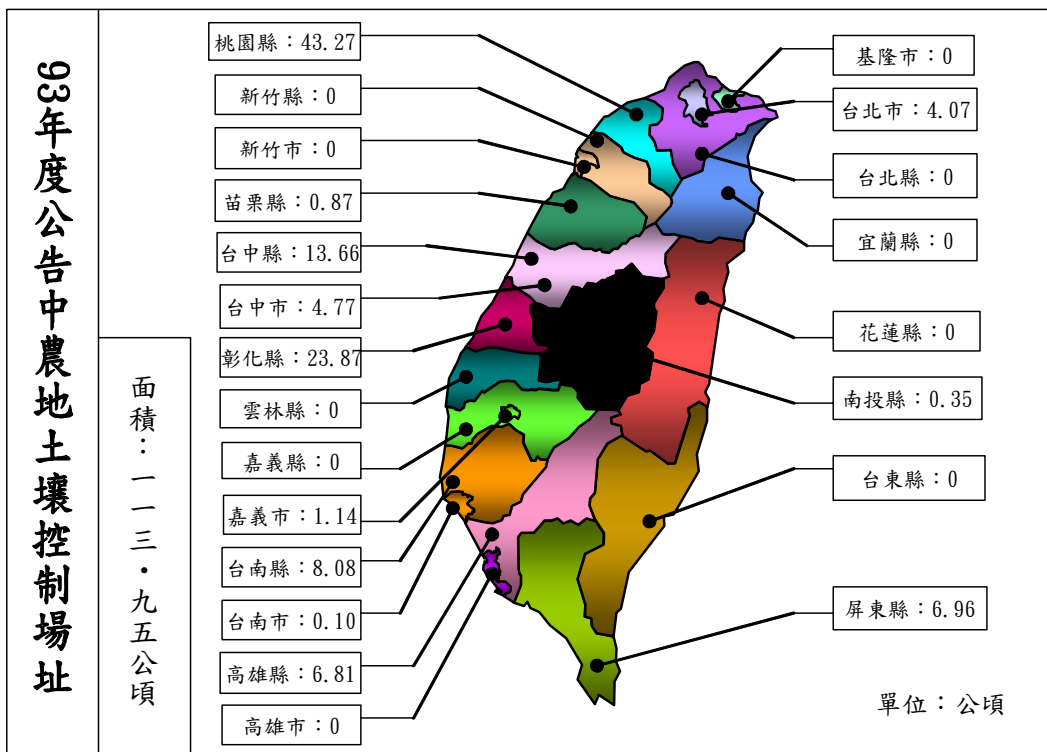 93年度公告中農地土壤控制場址
面積：一一三．九五公頃
桃園縣：43.27
新竹縣：0
新竹市：0
苗栗縣：0.87
台中縣：13.66
台中市：4.77
彰化縣：23.87
雲林縣：0
嘉義縣：0
嘉義市：1.14
台南縣：8.08
台南市：0.10
高雄縣：6.81
高雄市：0
基隆市：0
台北市：4.07
台北縣：0
宜蘭縣：0
花蓮縣：0
南投縣：0.35
台東縣：0
屏東縣：6.96
單位：公頃